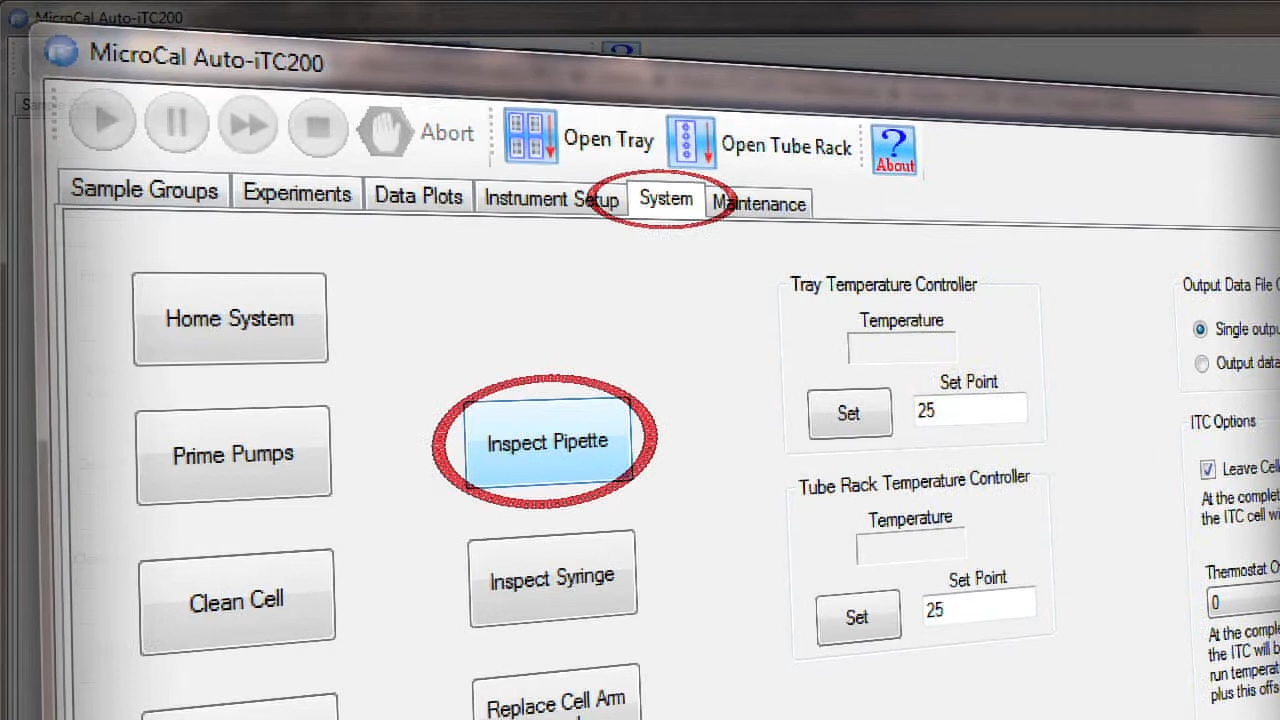 MicroCal Auto-iTC200
MicroCal Auto-iTC200
Abort
Open Tray
Open Tube Rack
?
About
Sample Groups
Experiments
Data Plots
Instrument Setup
System
Maintenance
Home System
Prime Pumps
Clean Cell
Inspect Pipette
Inspect Syringe
Replace Cell Arm
Tray Temperature Controller
Temperature
Set Point
Set
25
Tube Rack Temperature Controller
Temperature
Set Point
Set
25
Output Data File
Single outpu
Output data
ITC Options
Leave Cel
At the complet
the ITC cell wi
Thermostat O
0
At the comple
the ITC will b
run temperat
plus this offs